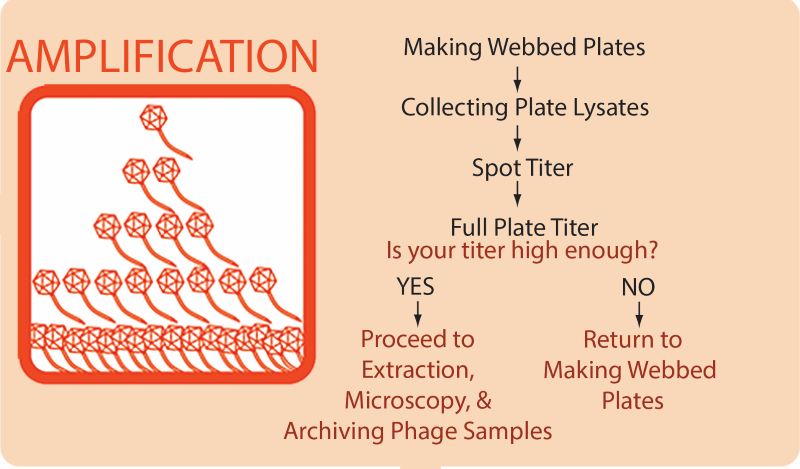 AMPLIFICATION
Making Webbed Plates
Collecting Plate Lysates
Spot Titer
Full Plate Titer
Is your titer high enough?
YES
Proceed to
Extraction,
Microscopy, &
Archiving Phage Samples
NO
Return to
Making Webbed
Plates